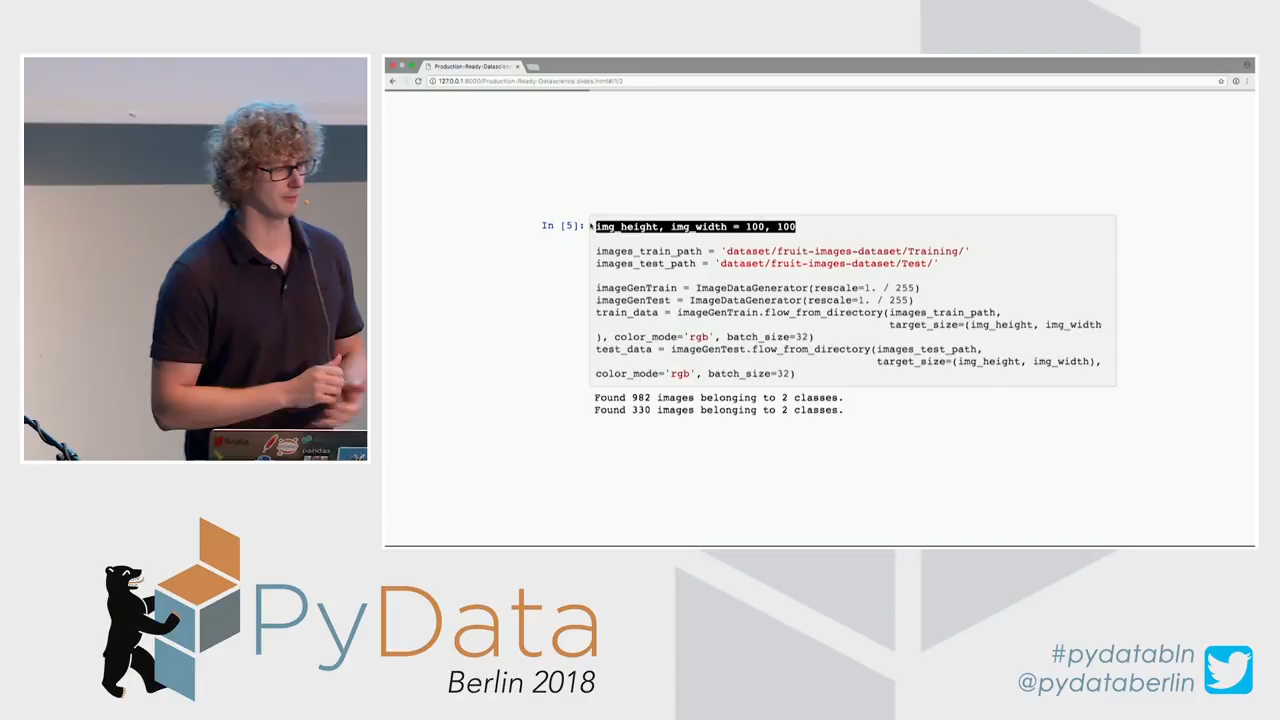 Production-Ready-Datascien
127.0.0.1:8000/Production-Ready-Datascience.slides.html#/1/2
In [5]:
img_height, img_width = 100, 100
images_train_path = 'dataset/fruit-images-dataset/Training/'
images_test_path = 'dataset/fruit-images-dataset/Test/'
imageGenTrain = ImageDataGenerator(rescale=1. / 255)
imageGenTest = ImageDataGenerator(rescale=1. / 255)
train_data = imageGenTrain.flow_from_directory(images_train_path,
target_size=(img_height, img_width
), color_mode='rgb', batch_size=32)
test_data = imageGenTest.flow_from_directory(images_test_path,
target_size=(img_height, img_width),
color_mode='rgb', batch_size=32)
Found 982 images belonging to 2 classes.
Found 330 images belonging to 2 classes.
Scala
pandas
PyData
Berlin 2018
#pydatabln
@pydataberlin